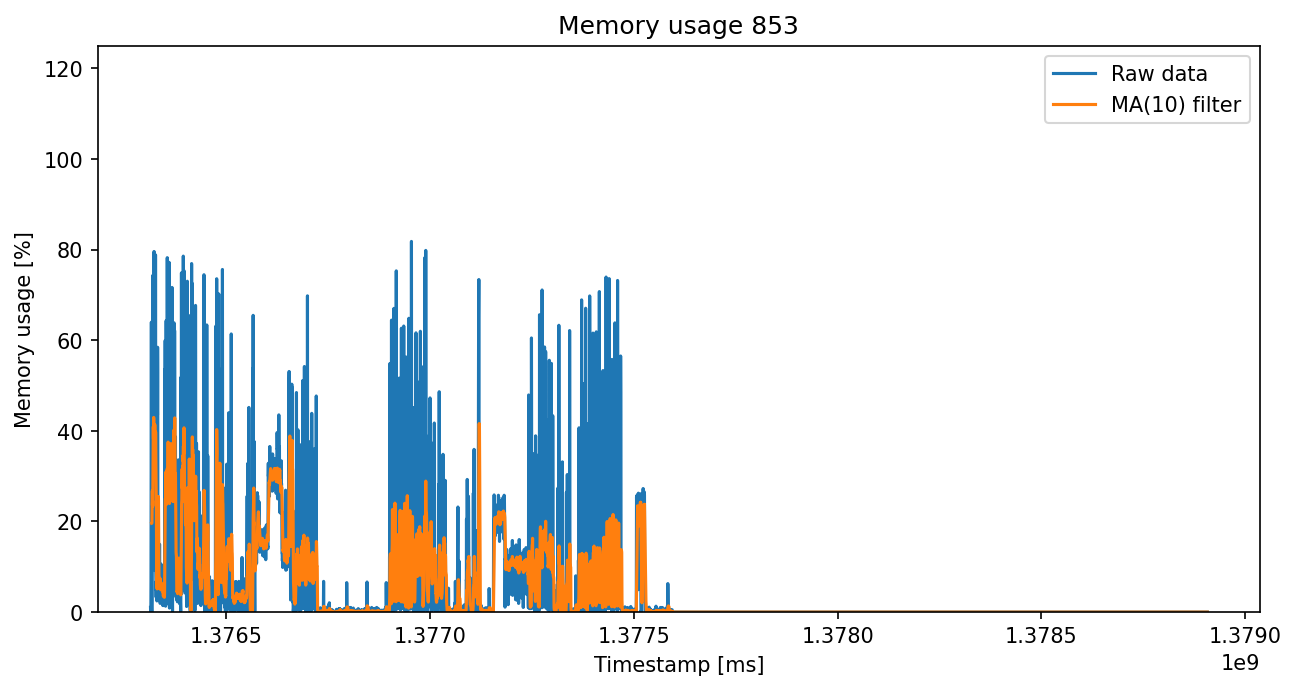 Memory usage 853
120
100
80
60
40
20
0
Memory usage [%]
Raw data
MA(10) filter
1.3765 1.3770 1.3775 1.3780 1.3785 1.3790
1e9
Timestamp [ms]